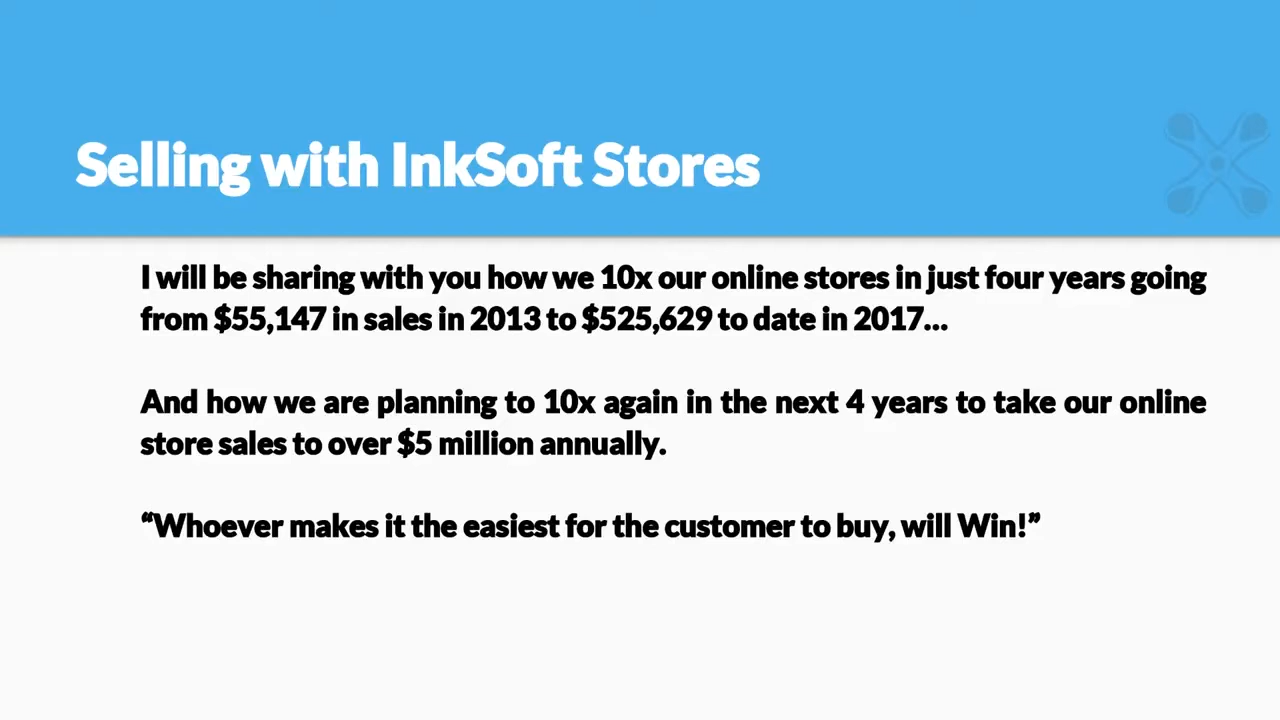 Selling with InkSoft Stores
I will be sharing with you how we 10x our online stores in just four years going
from $55,147 in sales in 2013 to $525,629 to date in 2017...
And how we are planning to 10x again in the next 4 years to take our online
store sales to over $5 million annually.
“Whoever makes it the easiest for the customer to buy, will Win!”